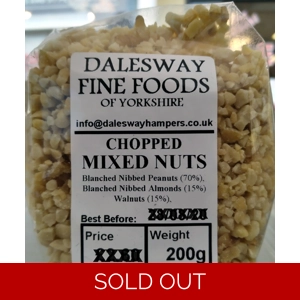 DALESWAY
FINE FOODS
OF YORKSHIRE
info@daleswayhampers.co.uk
CHOPPED
MIXED NUTS
Blanched Nibbed Peanuts (70%),
Blanched Nibbed Almonds (15%)
Walnuts (15%),
Best Before:
Price
Weight
200g
SOLD OUT